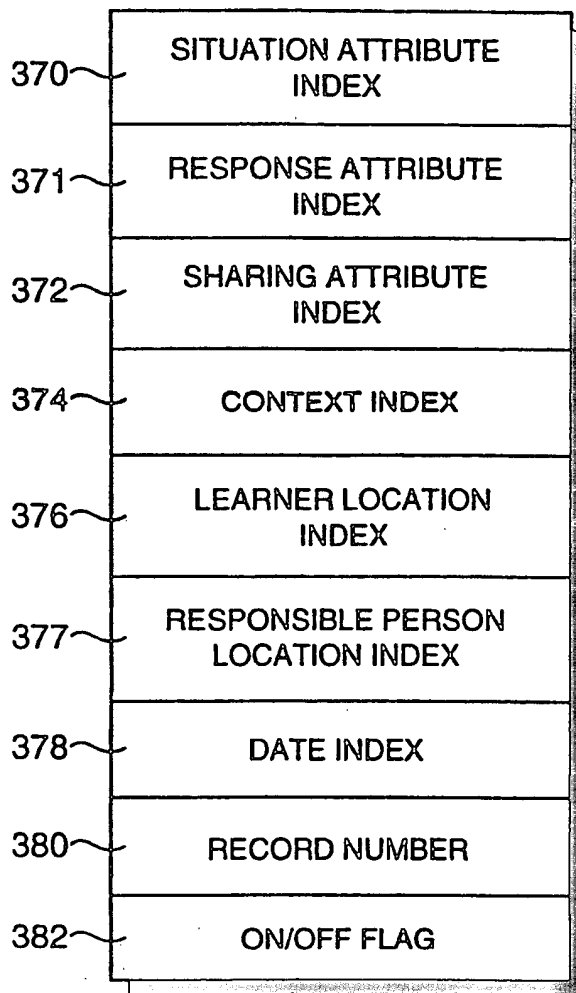 370
SITUATION ATTRIBUTE
INDEX
371
RESPONSE ATTRIBUTE
INDEX
372
SHARING ATTRIBUTE
INDEX
374
CONTEXT INDEX
376
LEARNER LOCATION
INDEX
377
RESPONSIBLE PERSON
LOCATION INDEX
378
DATE INDEX
380
RECORD NUMBER
382
ON/OFF FLAG